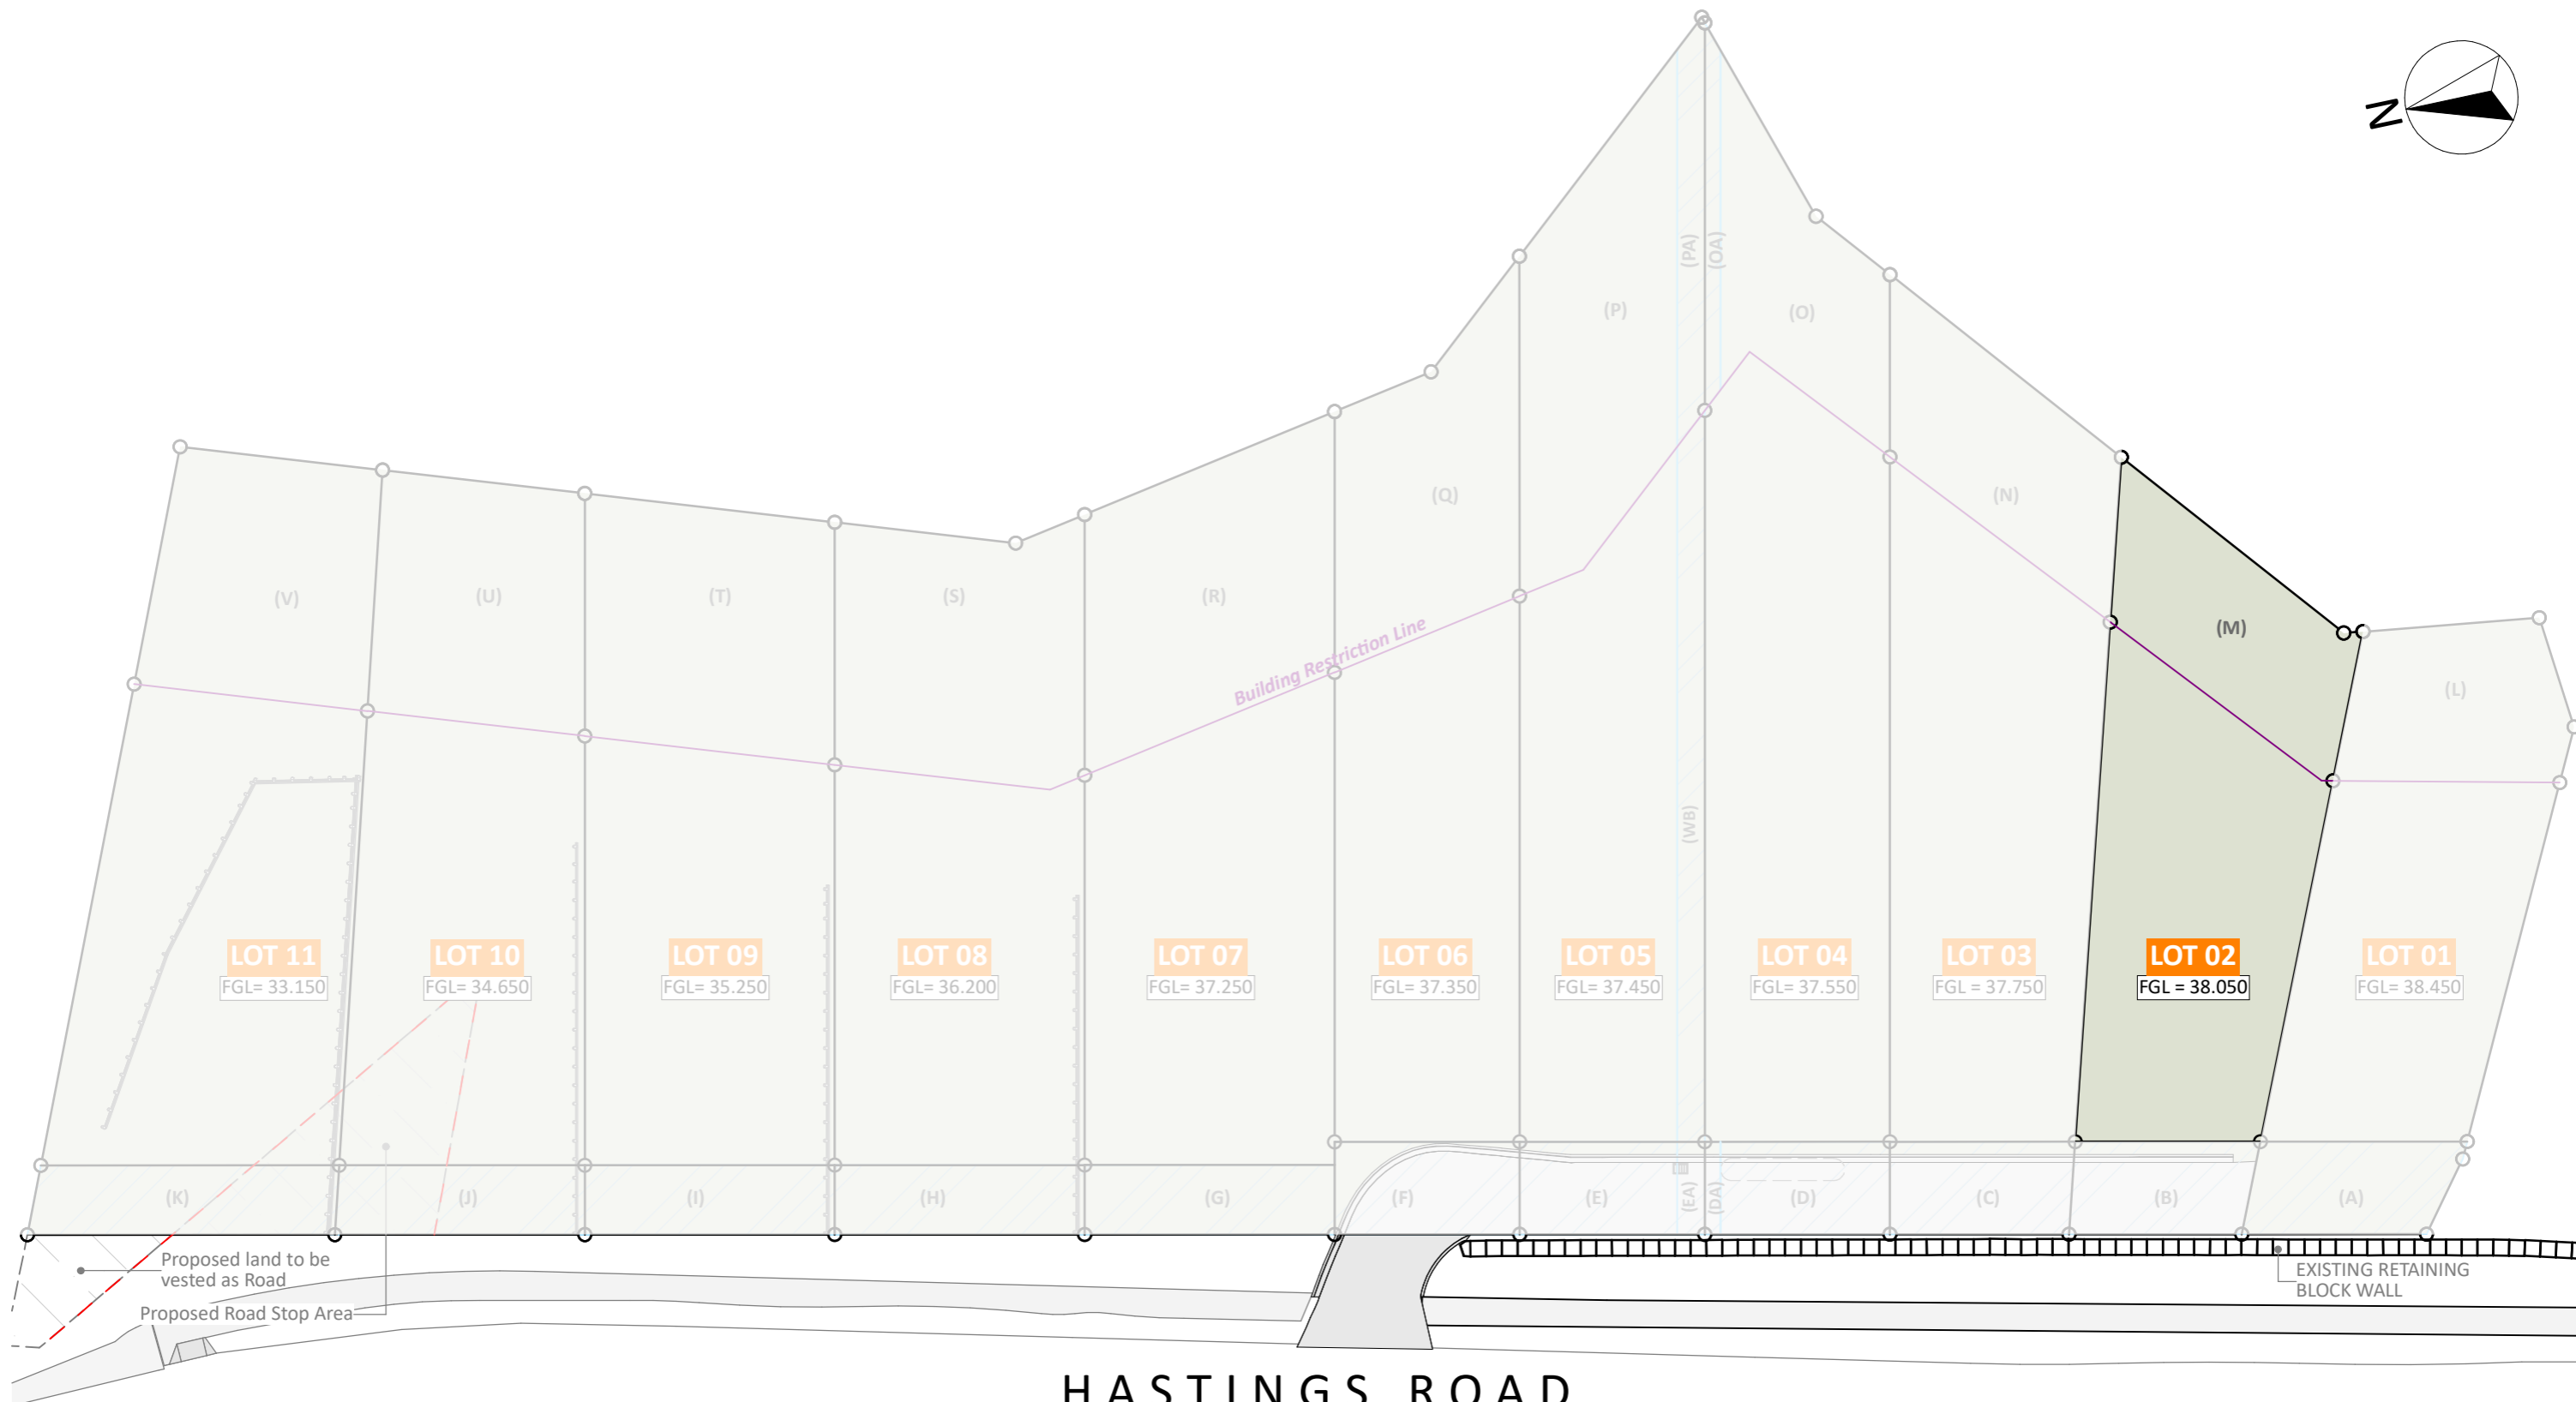 N
(PA)
(OA)
(P)
(O)
(Q)
(N)
(V)
(U)
(T)
(S)
(R)
(M)
(L)
Building Restriction Line
(WB)
LOT 11
FGL= 33.150
LOT 10
FGL= 34.650
LOT 09
FGL= 35.250
LOT 08
FGL= 36.200
LOT 07
FGL= 37.250
LOT 06
FGL= 37.350
LOT 05
FGL= 37.450
LOT 04
FGL= 37.550
LOT 03
FGL = 37.750
LOT 02
FGL = 38.050
LOT 01
FGL= 38.450
(K)
(J)
(I)
(H)
(G)
(F)
(E)
(EA)
(DA)
(D)
(C)
(B)
(A)
Proposed land to be
vested as Road
Proposed Road Stop Area
EXISTING RETAINING
BLOCK WALL
HASTINGS ROAD